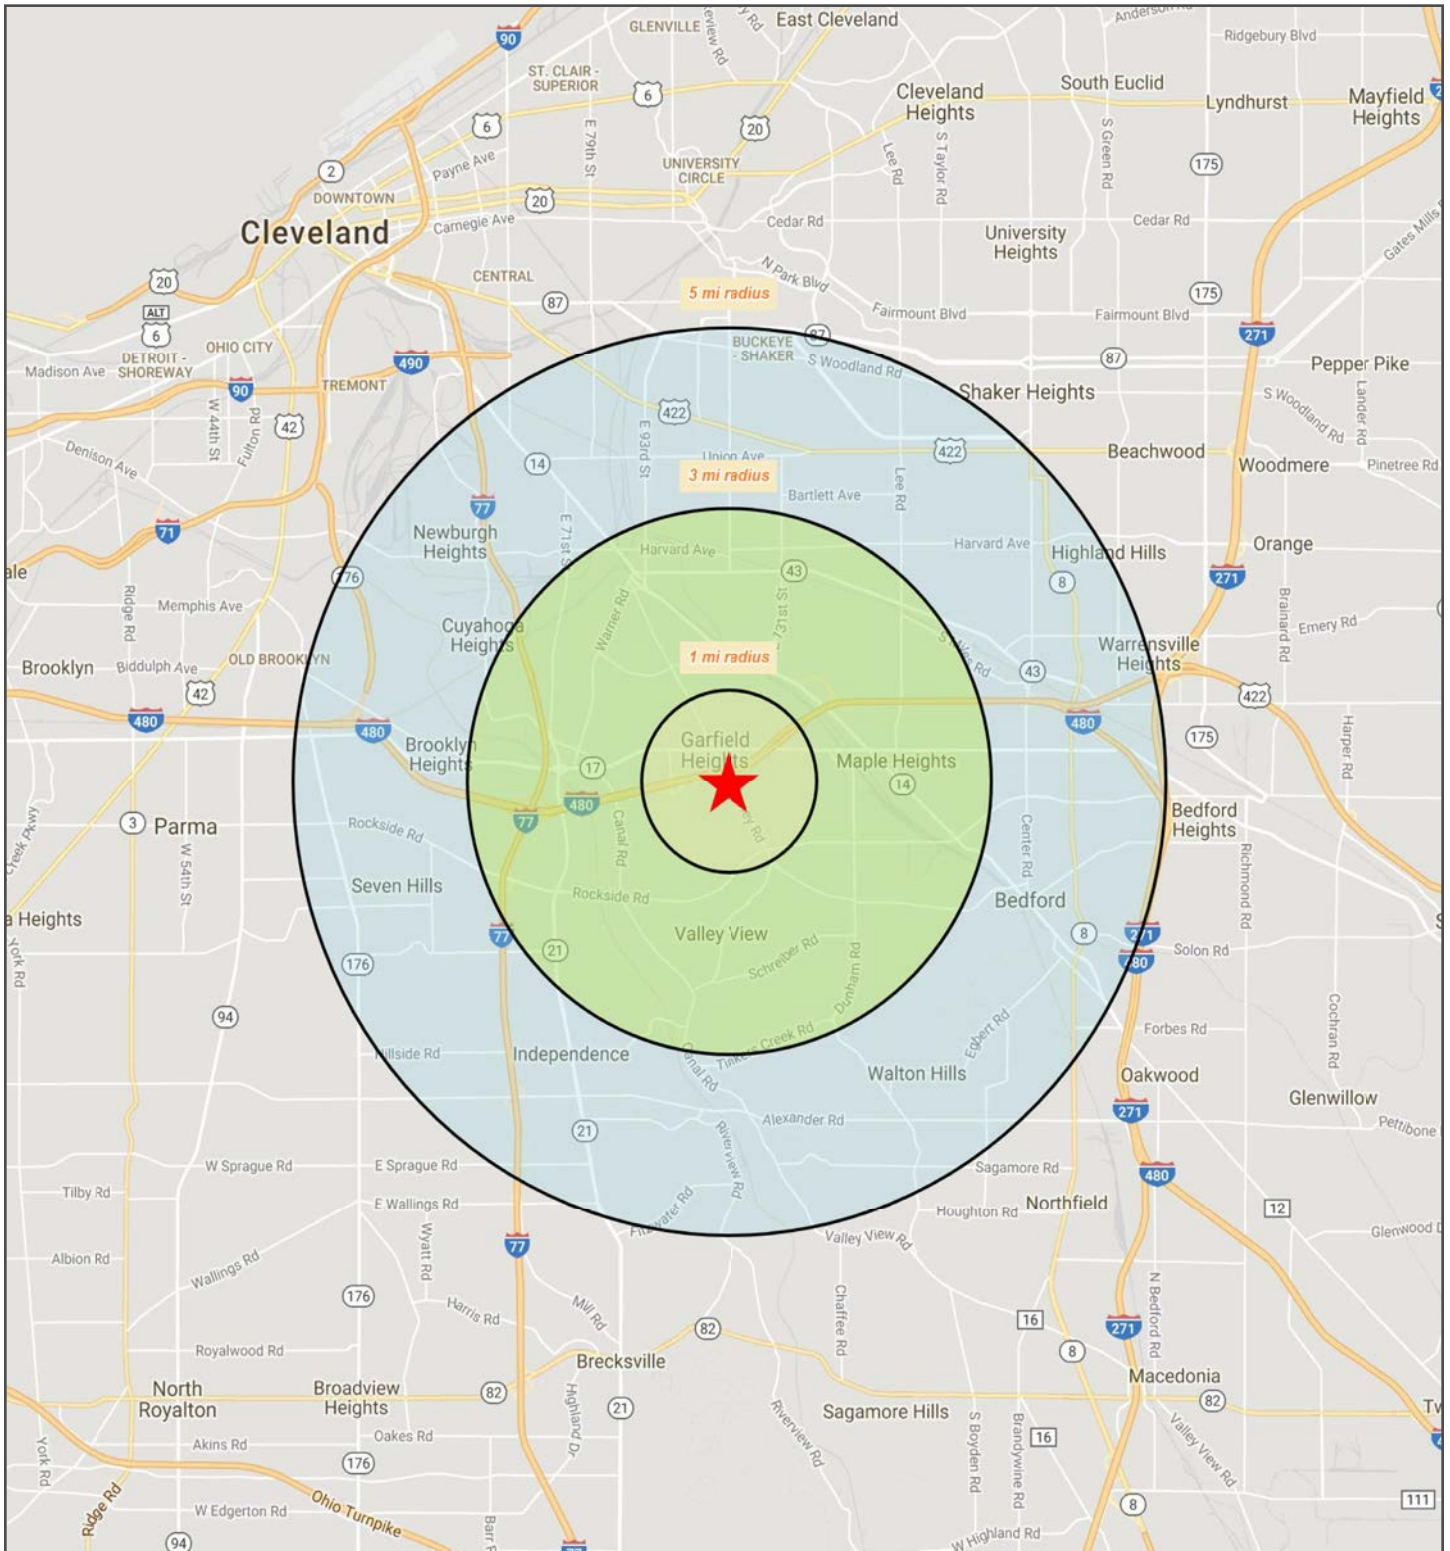 90
GLENVILLE
East Cleveland
Ridgebury Blvd
ST. CLAIR -
SUPERIOR
6
Cleveland
Heights
South Euclid
Lyndhurst
Mayfield
Heights
6
20
E 79th St
S Taylor Rd
S Green Rd
Lee Rd
2
Payne Ave
UNIVERSITY
CIRCLE
175
DOWNTOWN
20
Cleveland
Carnegie Ave
Cedar Rd
Cedar Rd
University
Heights
CENTRAL
N Park Blvd
20
87
5 mi radius
175
ALT
6
Fairmount Blvd
Fairmount Blvd
DETROIT -
SHOREWAY
OHIO CITY
490
BUCKEYE
- SHAKER
87
S Woodland Rd
87
271
Pepper Pike
Madison Ave
90
TREMONT
Shaker Heights
S Woodland Rd
Lander Rd
W 44th St
Fulton Rd
42
422
E 93rd St
Denison Ave
14
Union Ave
422
Beachwood
Woodmere
Pinetree Rd
3 mi radius
Lee Rd
Bartlett Ave
77
71
Newburgh
Heights
E 71st S
Harvard Ave
Harvard Ave
Highland Hills
Orange
ale
176
43
8
271
Ridge Rd
Memphis Ave
Warner Rd
Brainard Rd
Emery Rd
Cuyahoga
Heights
1 mi radius
Warrensville
Heights
Brooklyn
Biddulph Ave
OLD BROOKLYN
43
42
422
480
480
480
175
Harper Rd
Brooklyn
Heights
Garfield
Heights
Maple Heights
17
14
480
77
Creek Pkwy
3
Parma
Rockside Rd
Canal Rd
ey Rd
Center Rd
Bedford
Heights
W 54th St
Richmond Rd
Seven Hills
Rockside Rd
Bedford
a Heights
Valley View
77
21
8
271
480
York Rd
176
Schreiber Rd
Dunham Rd
Solon Rd
94
Tinkers Creek Rd
Egbert Rd
Forbes Rd
Cochran Rd
Hillside Rd
Independence
Canal Rd
Walton Hills
Oakwood
Glenwillow
271
21
Alexander Rd
Pettibone
Riverview Rd
W Sprague Rd
E Sprague Rd
Sagamore Rd
480
Tilby Rd
E Wallings Rd
Fitzwater Rd
Houghton Rd
Northfield
12
Wyatt Rd
77
Valley View Rd
Glenwood D
Albion Rd
Wallings Rd
176
Harris Rd
Mill Rd
Chaffee Rd
N Bedford Rd
82
16
271
8
Royalwood Rd
Brecksville
Macedonia
North
Royalton
Broadview
Heights
82
21
Highland Dr
Sagamore Hills
82
Tw
Riverview Rd
S Boyden Rd
Brandywine Rd
16
Valley View Rd
York Rd
Akins Rd
Oakes Rd
176
Ridge Rd
W Edgerton Rd
Ohio Turnpike
Barr
8
111
94
W Highland Rd